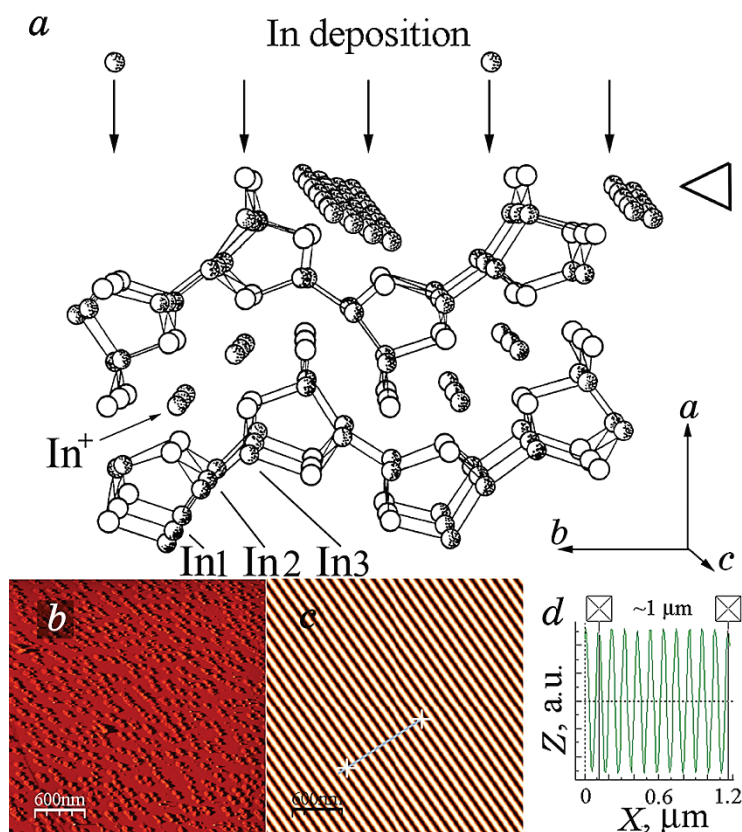 a
In deposition
In⁺
In1 In2 In3
a
b
c
b
600nm
c
600nm
d
~1 μm
Z, a.u.
0 0.6 1.2
X, μm